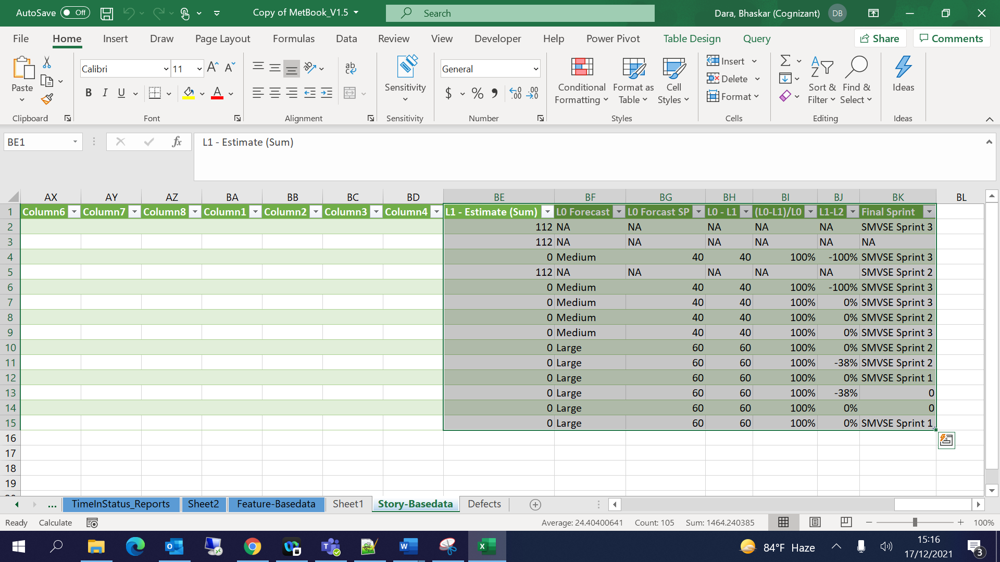 AutoSave Off Copy of MetBook_V1.5 Search Dara, Bhaskar (Cognizant) DB
File Home Insert Draw Page Layout Formulas Data Review View Developer Help Power Pivot Table Design Query Share Comments
Paste Calibri 11 ab c Sensitivity General Conditional Formatting Format as Table Cell Styles Insert Delete Format Sort & Filter Find & Select Ideas
B I U A $ % .00 .00
Clipboard Font Alignment Sensitivity Number Styles Cells Editing Ideas
BE1 fx L1 - Estimate (Sum)
AX AY AZ BA BB BC BD BE BF BG BH BI BJ BK BL
1 Column6 Column7 Column8 Column1 Column2 Column3 Column4 L1 - Estimate (Sum) L0 Forecast L0 Forcast SP L0 - L1 (L0-L1)/L0 L1-L2 Final Sprint
2 112 NA NA NA NA NA SMVSE Sprint 3
3 112 NA NA NA NA NA NA
4 0 Medium 40 40 100% -100% SMVSE Sprint 3
5 112 NA NA NA NA NA SMVSE Sprint 2
6 0 Medium 40 40 100% -100% SMVSE Sprint 3
7 0 Medium 40 40 100% 0% SMVSE Sprint 3
8 0 Medium 40 40 100% 0% SMVSE Sprint 2
9 0 Medium 40 40 100% 0% SMVSE Sprint 3
10 0 Large 60 60 100% 0% SMVSE Sprint 2
11 0 Large 60 60 100% -38% SMVSE Sprint 2
12 0 Large 60 60 100% 0% SMVSE Sprint 1
13 0 Large 60 60 100% -38% 0
14 0 Large 60 60 100% 0% 0
15 0 Large 60 60 100% 0% SMVSE Sprint 1
16
17
18
19
... TimeInStatus_Reports Sheet2 Feature-Basedata Sheet1 Story-Basedata Defects
Ready Calculate Average: 24.40400641 Count: 105 Sum: 1464.240385 100%
84°F Haze 15:16
17/12/2021 3